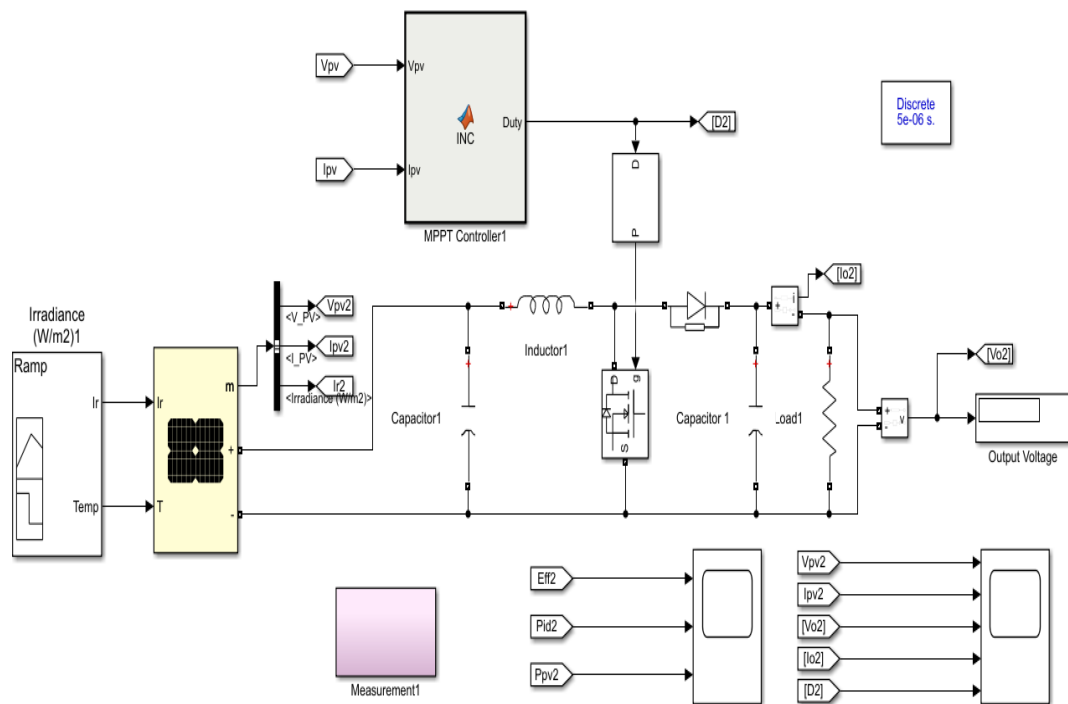 Vpv
Vpv
INC
Duty
[D2]
Ipv
Ipv
MPPT Controller1
Discrete
5e-06 s.
D
P
Irradiance
(W/m2)1
Ramp
Ir
Temp
Ir
T
m
+
-
Vpv2
<V_PV>
Ipv2
<I_PV>
Ir2
<Irradiance (W/m2)>
+
Inductor1
Capacitor1
+
D
g
S
Capacitor 1
+
+
i
-
[Io2]
+
Load1
+
-
v
[Vo2]
Output Voltage
Measurement1
Eff2
Pid2
Ppv2
Vpv2
Ipv2
[Vo2]
[Io2]
[D2]